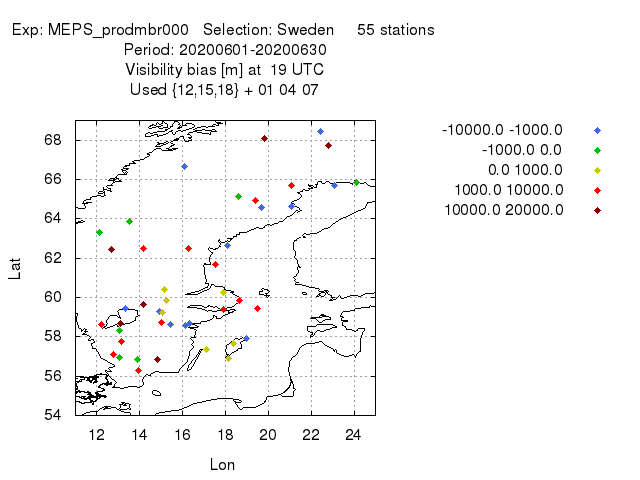 Exp: MEPS_prodmbr000   Selection: Sweden     55 stations
Period: 20200601-20200630
Visibility bias [m] at  19 UTC
Used {12,15,18} + 01 04 07
-10000.0 -1000.0
-1000.0 0.0
0.0 1000.0
1000.0 10000.0
10000.0 20000.0
68
66
64
62
60
58
56
54
Lat
12 14 16 18 20 22 24
Lon